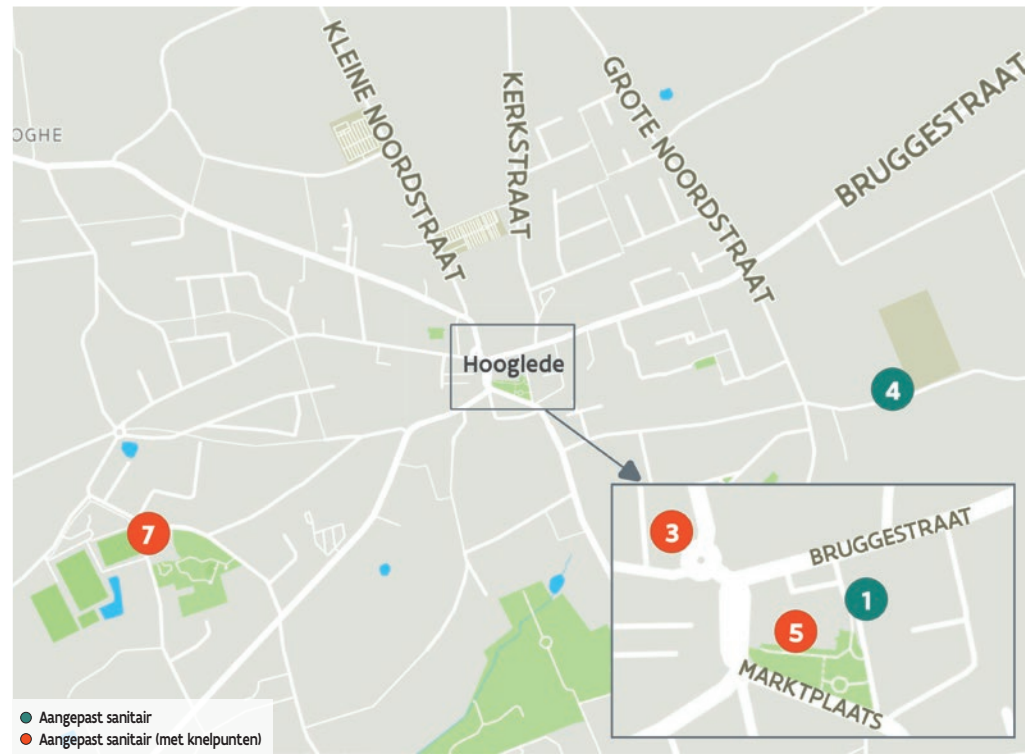 KLEINE NOORDSTRAAT
KERKSTRAAT
GROTE NOORDSTRAAT
BRUGGESTRAAT
OGHE
Hooglede
4
7
3
BRUGGESTRAAT
1
5
MARKTPLAATS
Aangepast sanitair
Aangepast sanitair (met knelpunten)